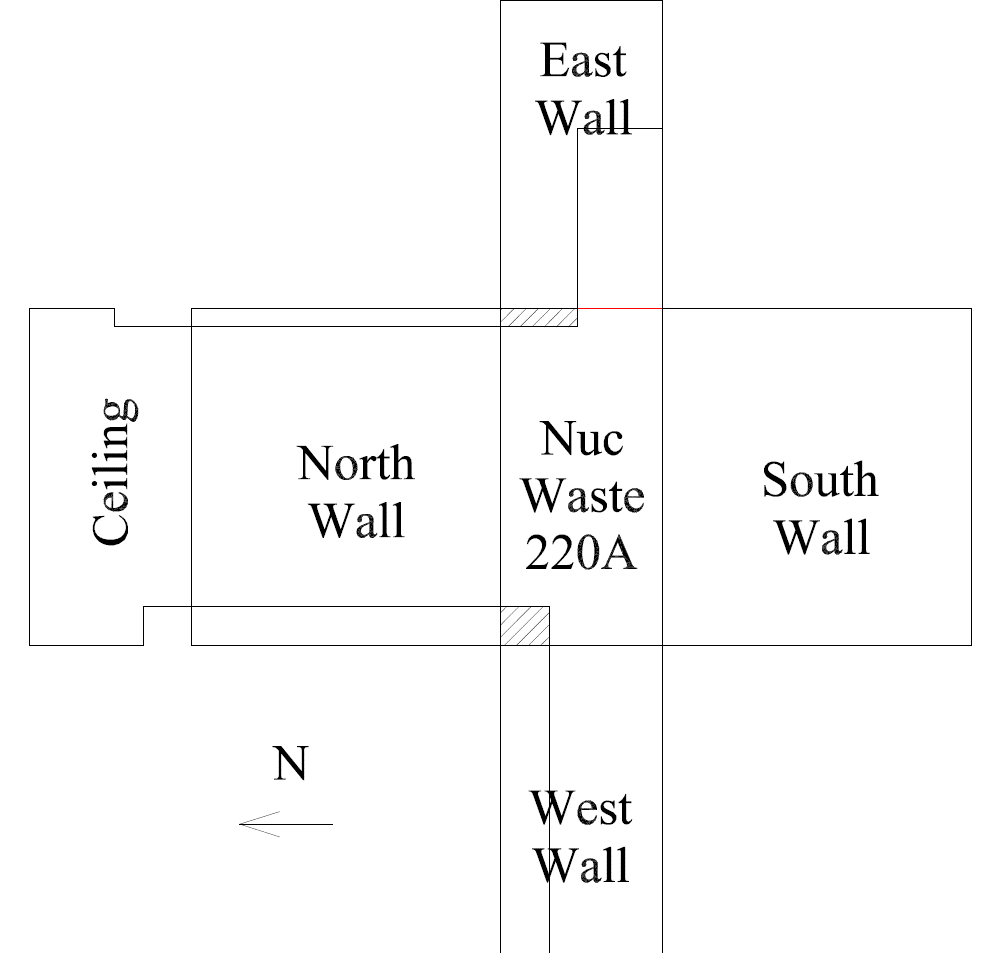 East
Wall
Ceiling
North
Wall
Nuc
Waste
220A
South
Wall
N
West
Wall